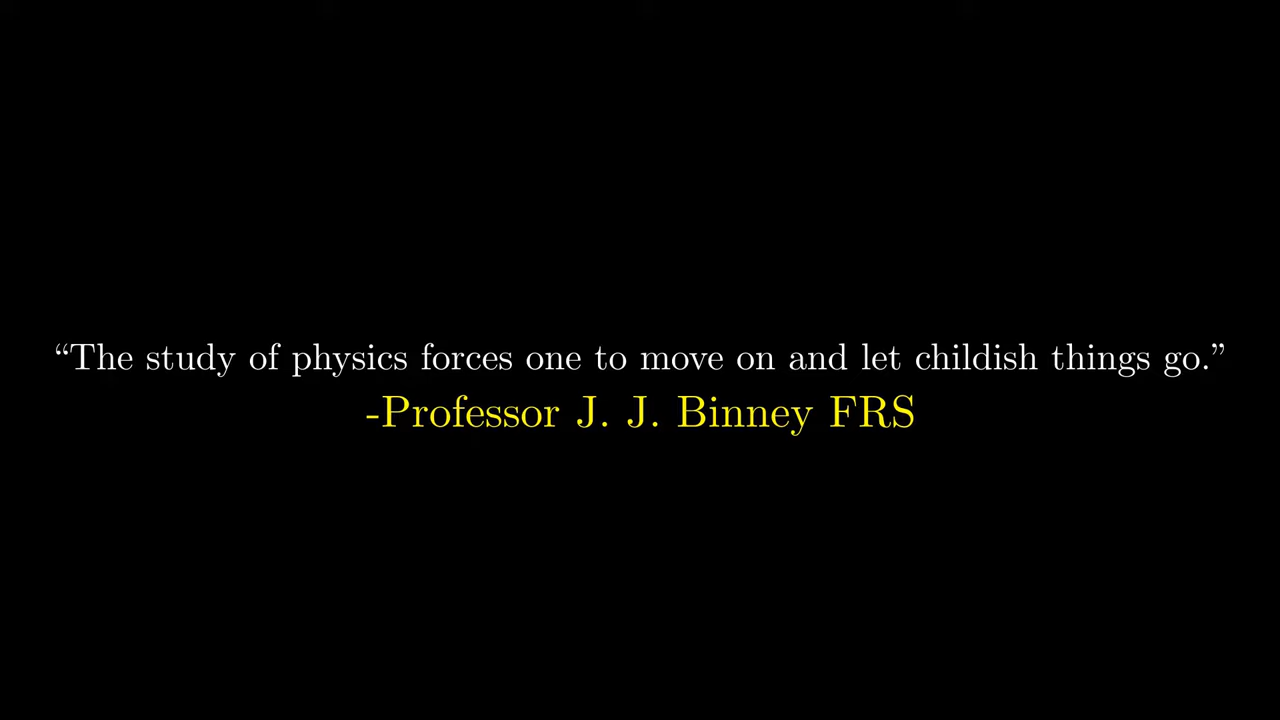 “The study of physics forces one to move on and let childish things go.”
-Professor J. J. Binney FRS